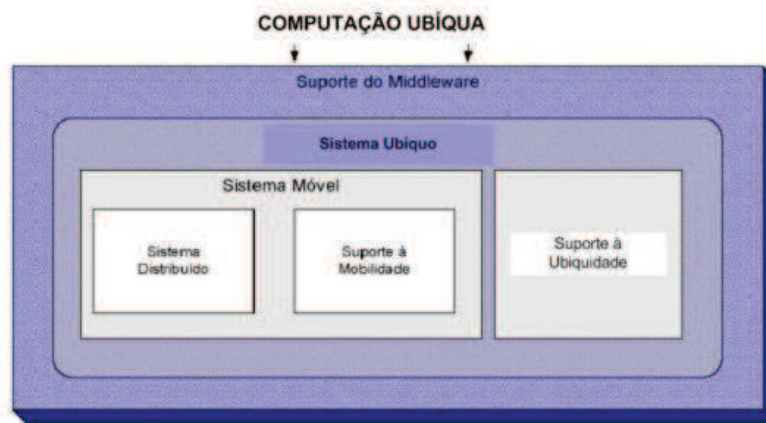 COMPUTAÇÃO UBÍQUA
Suporte do Middleware
Sistema Ubíquo
Sistema Móvel
Sistema
Distribuído
Suporte à
Mobilidade
Suporte à
Ubiquidade